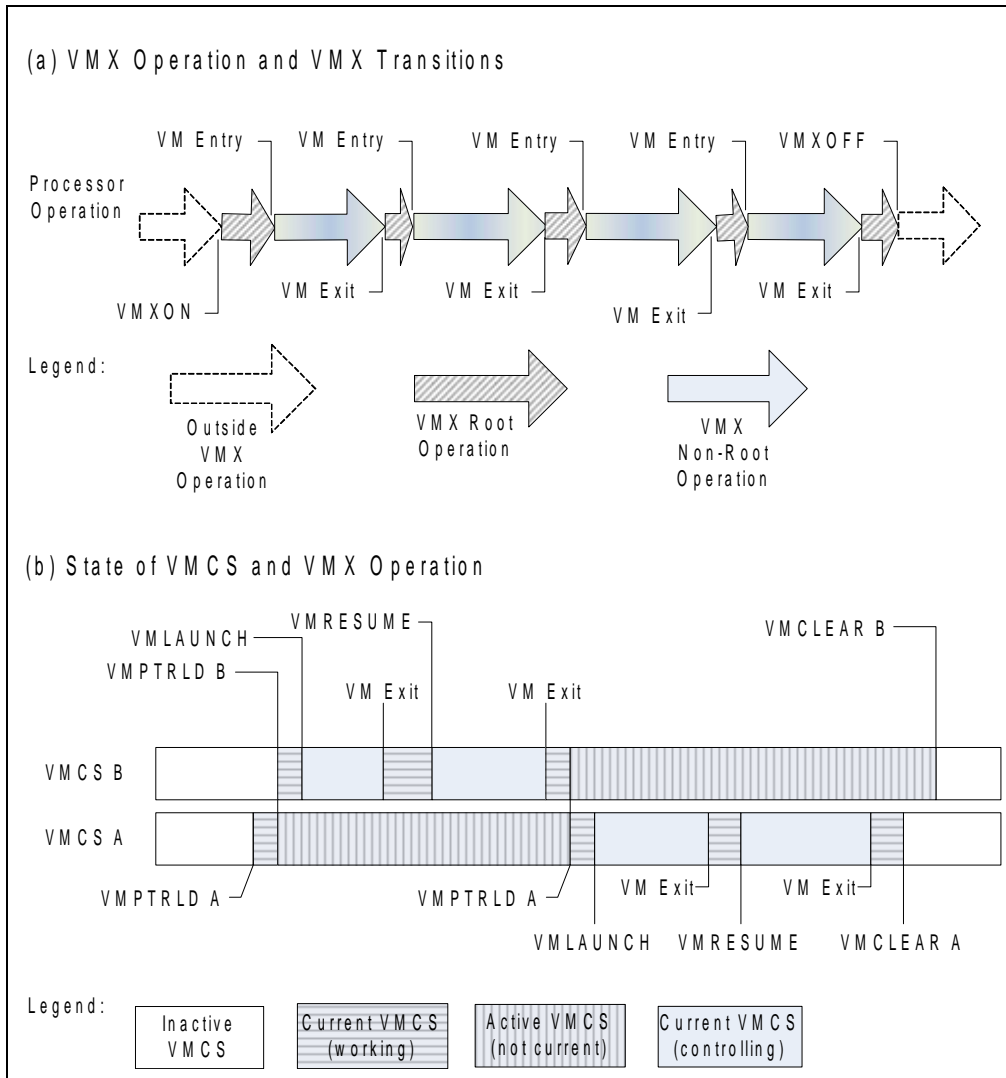 (a) VMX Operation and VMX Transitions
VM Entry
VM Entry
VM Entry
VM Entry
VMXOFF
Processor
Operation
VMXON
VM Exit
VM Exit
VM Exit
VM Exit
Legend:
Outside
VMX
Operation
VMX Root
Operation
VMX
Non-Root
Operation
(b) State of VMCS and VMX Operation
VMLAUNCH
VMRESUME
VMCLEAR B
VMPTRLD B
VM Exit
VM Exit
VMCS B
VMCS A
VMPTRLD A
VMPTRLD A
VM Exit
VM Exit
VMLAUNCH
VMRESUME
VMCLEAR A
Legend:
Inactive
VMCS
Current VMCS
(working)
Active VMCS
(not current)
Current VMCS
(controlling)